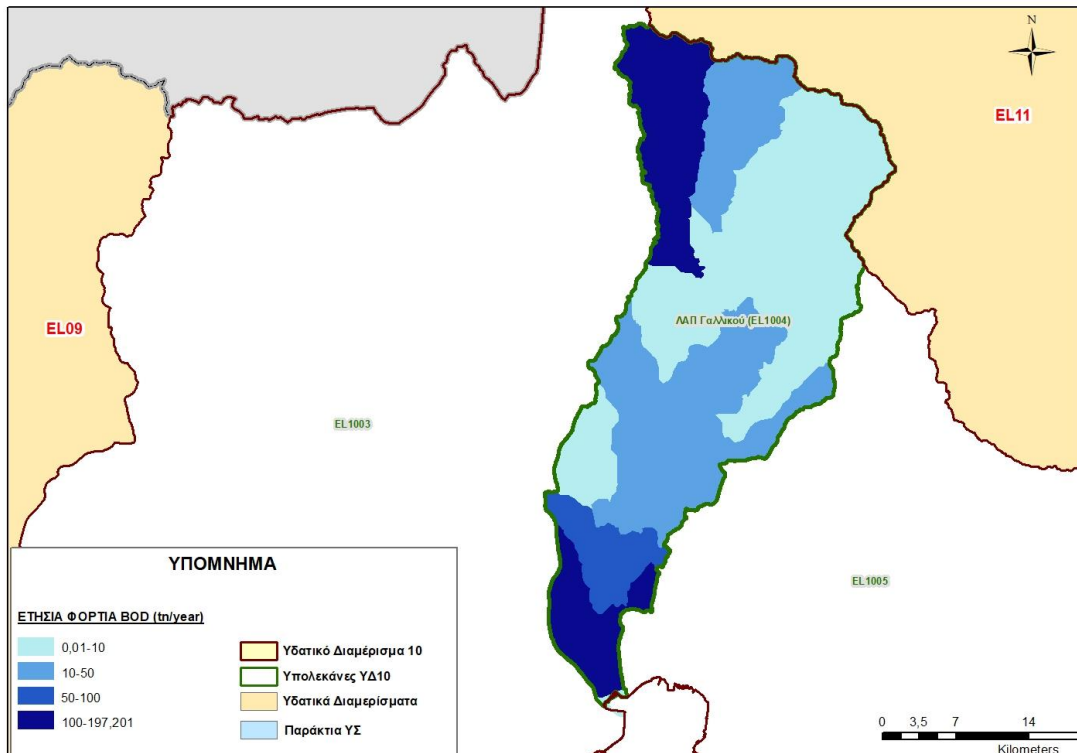 N
EL11
EL09
ΛΑΠ Γαλλικού (EL1004)
EL1003
EL1005
ΥΠΟΜΝΗΜΑ
ΕΤΗΣΙΑ ΦΟΡΤΙΑ BOD (tn/year)
0,01-10
10-50
50-100
100-197,201
Υδατικό Διαμέρισμα 10
Υπολεκάνες ΥΔ10
Υδατικά Διαμερίσματα
Παράκτια ΥΣ
0 3,5 7 14
Kilometers